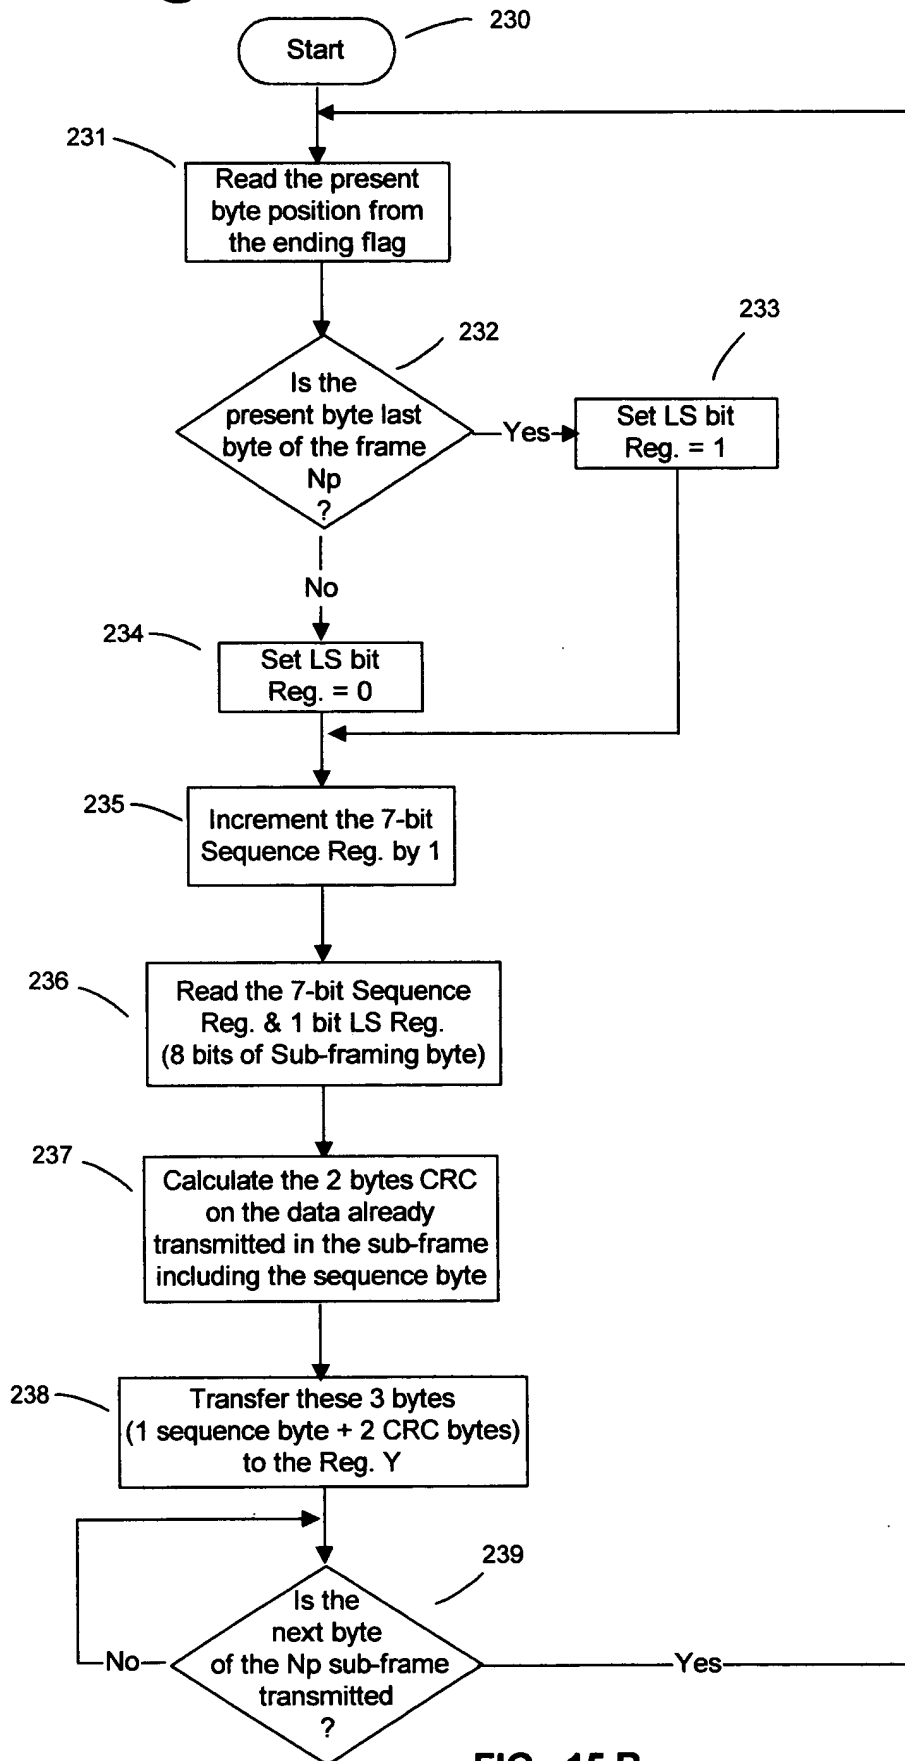 230
Start
231
Read the present
byte position from
the ending flag
232
233
Is the
present byte last
byte of the frame
Np
?
Yes
Set LS bit
Reg. = 1
No
234
Set LS bit
Reg. = 0
235
Increment the 7-bit
Sequence Reg. by 1
236
Read the 7-bit Sequence
Reg. & 1 bit LS Reg.
(8 bits of Sub-framing byte)
237
Calculate the 2 bytes CRC
on the data already
transmitted in the sub-frame
including the sequence byte
238
Transfer these 3 bytes
(1 sequence byte + 2 CRC bytes)
to the Reg. Y
239
Is the
next byte
of the Np sub-frame
transmitted
?
No
Yes
FIG. 15 B